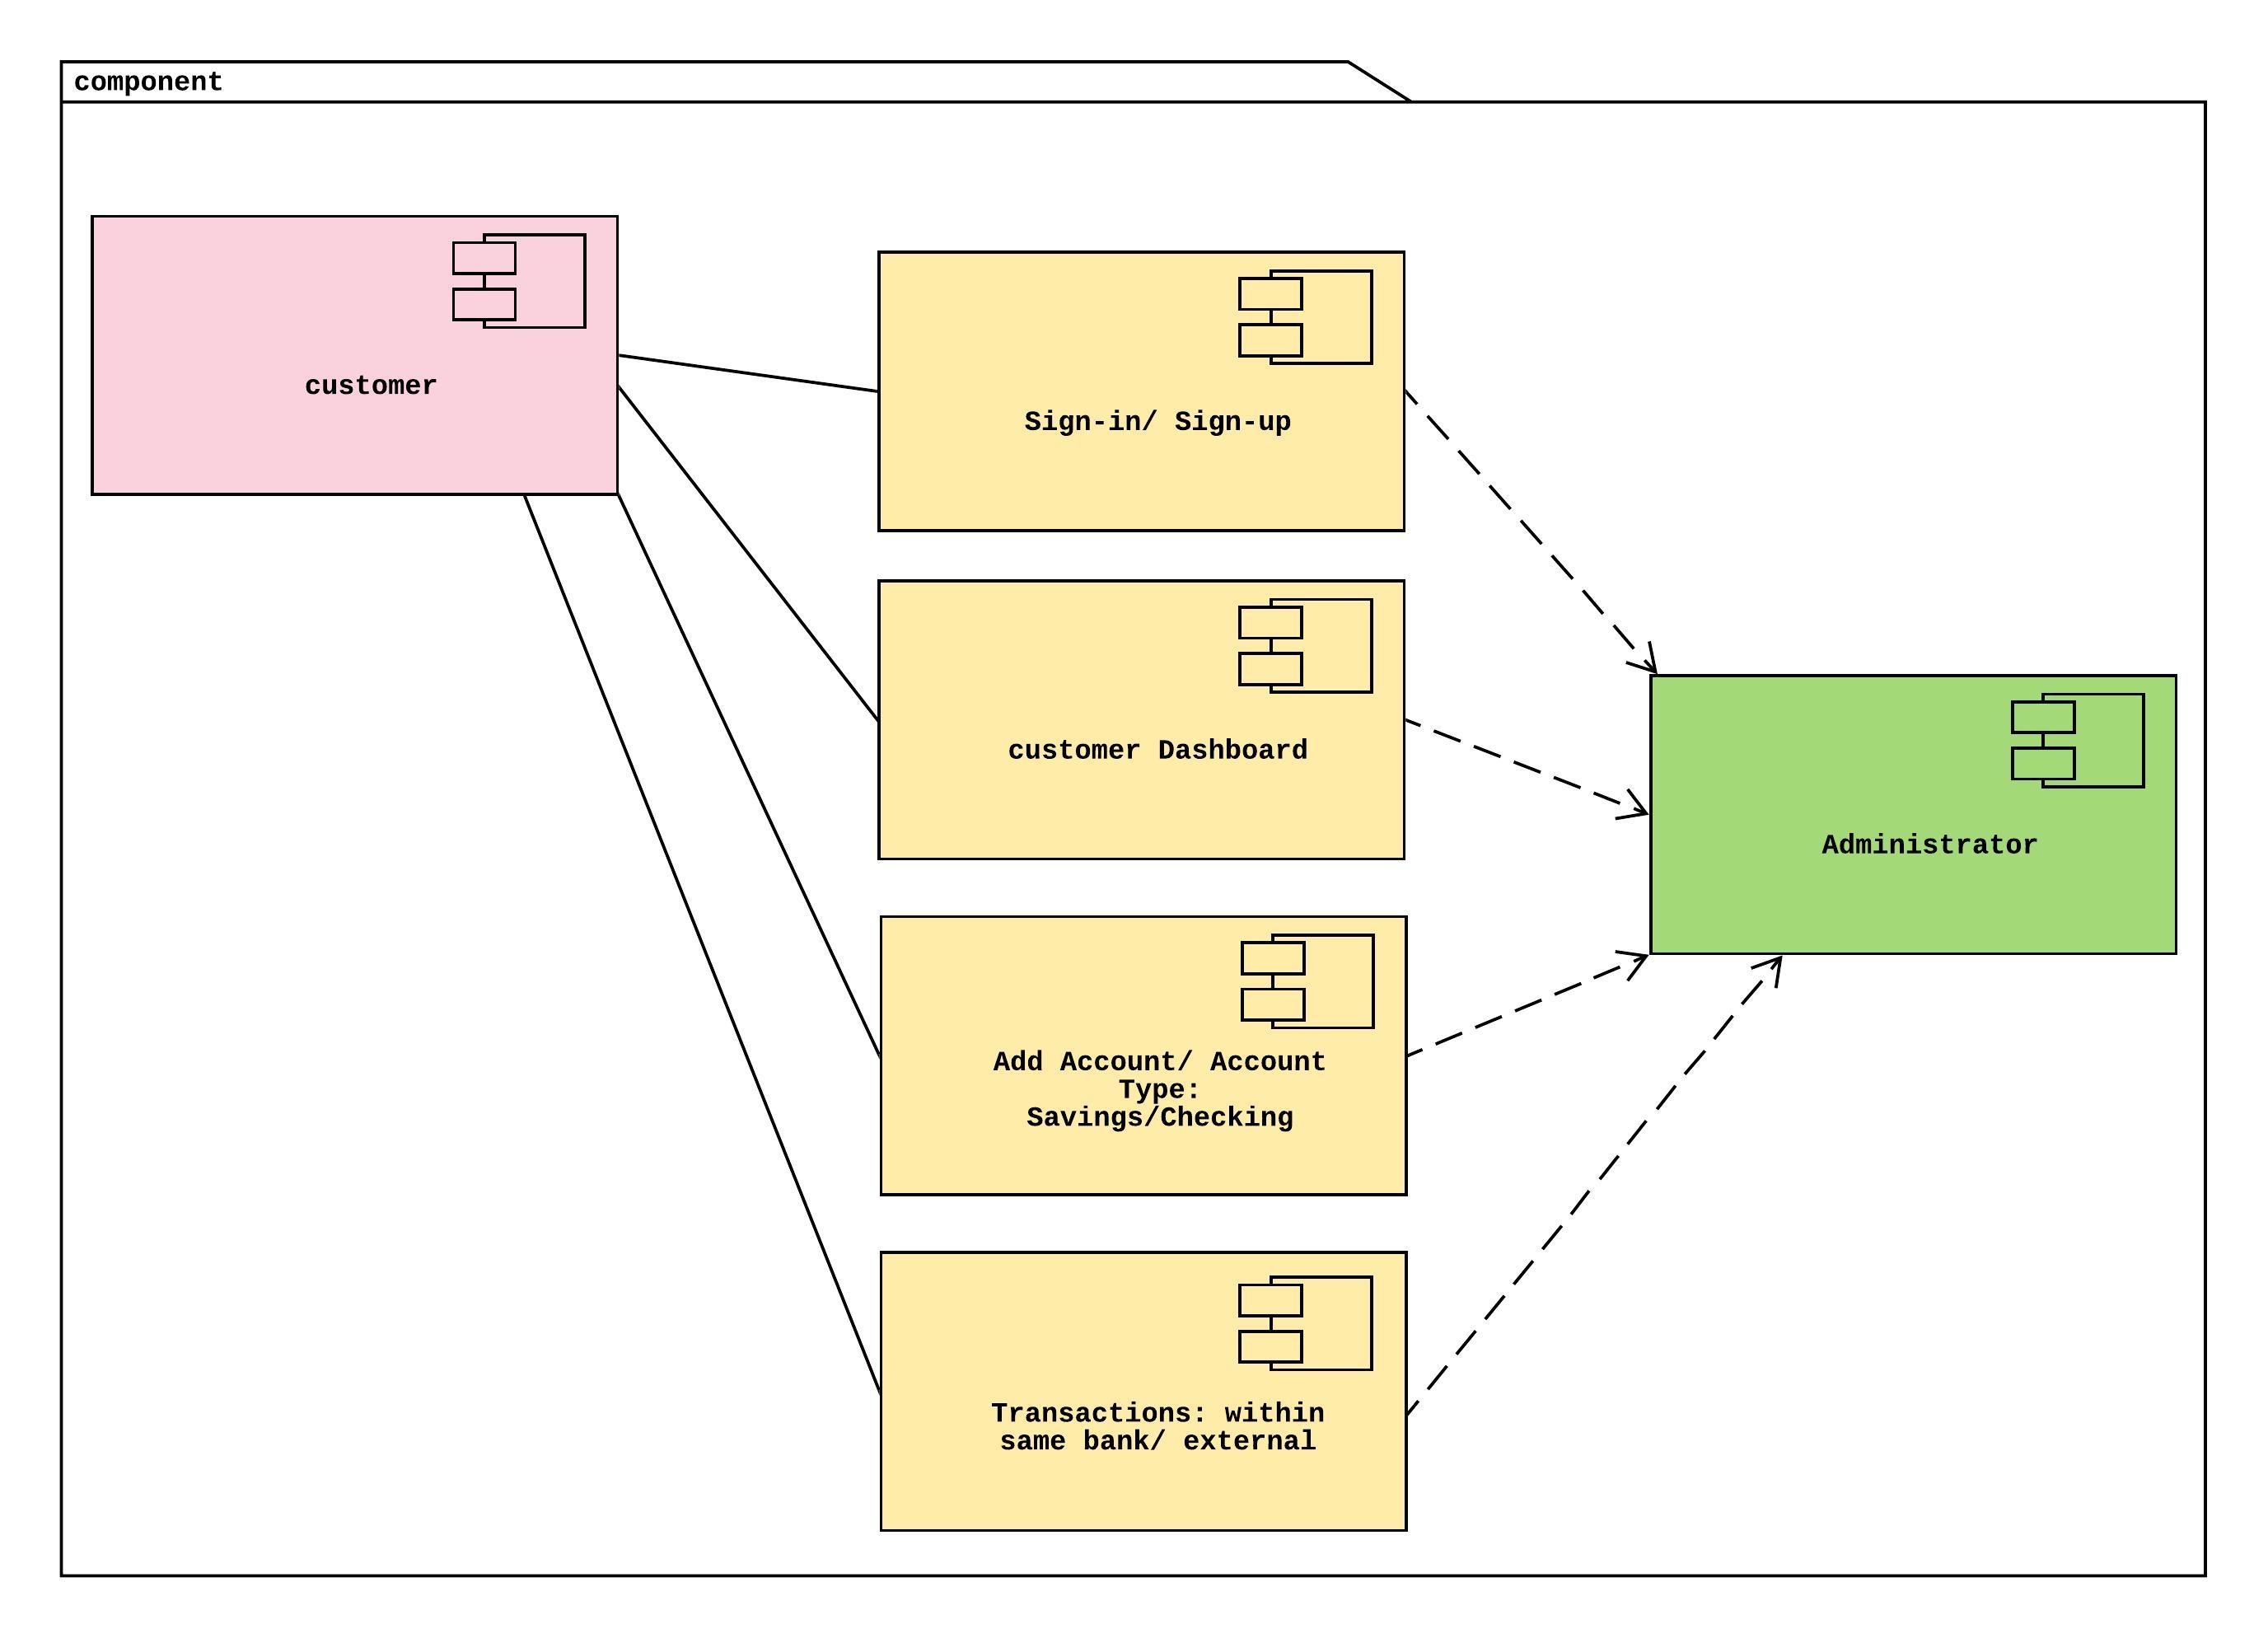 component
customer
Sign-in/ Sign-up
customer Dashboard
Administrator
Add Account/ Account
Type:
Savings/Checking
Transactions: within
same bank/ external